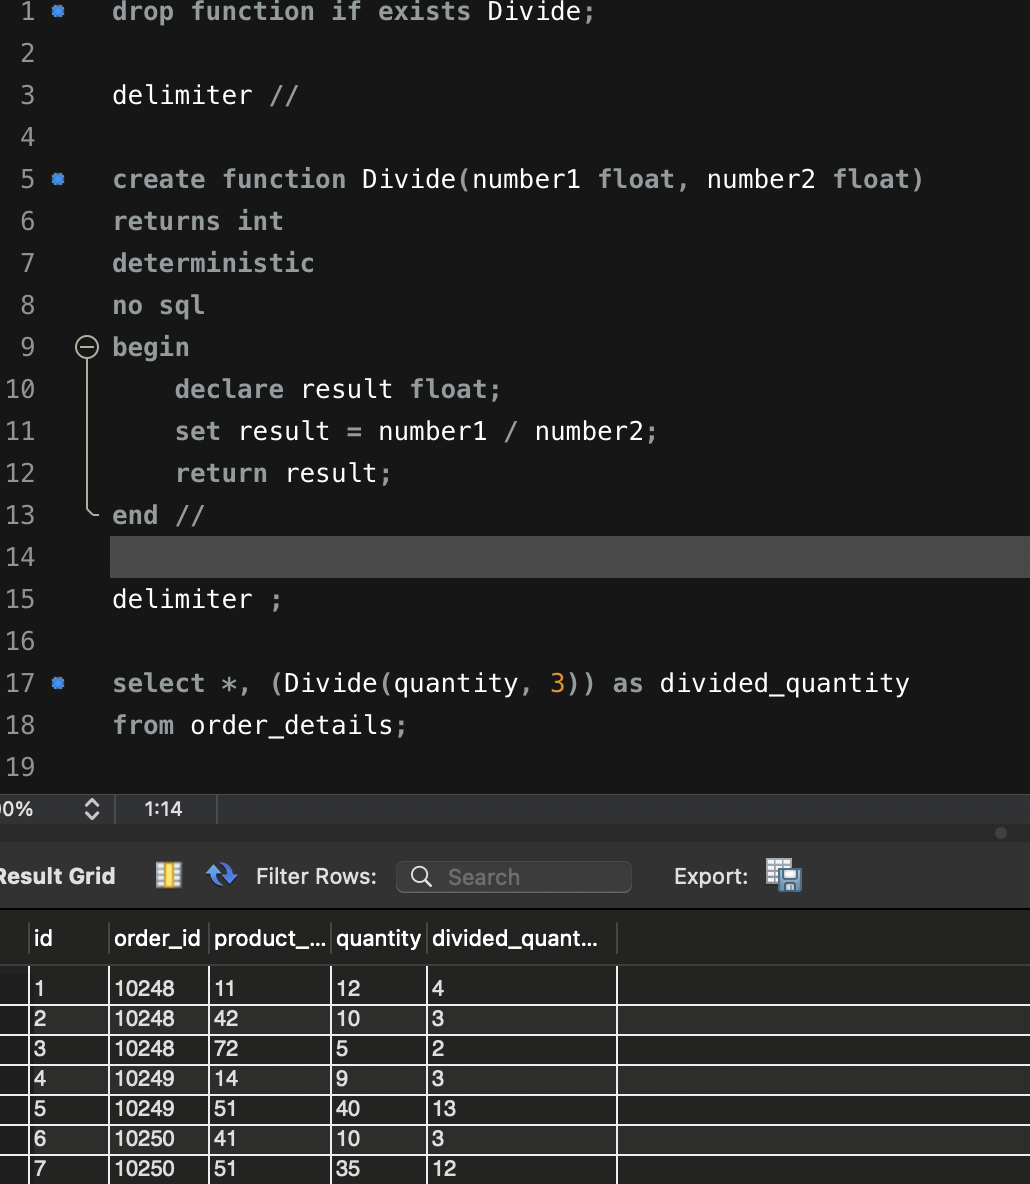 1 drop function if exists Divide;
2
3 delimiter //
4
5 create function Divide(number1 float, number2 float)
6 returns int
7 deterministic
8 no sql
9 begin
10 declare result float;
11 set result = number1 / number2;
12 return result;
13 end //
14
15 delimiter ;
16
17 select *, (Divide(quantity, 3)) as divided_quantity
18 from order_details;
19
00% 1:14
Result Grid Filter Rows: Search Export:
id order_id product_... quantity divided_quant...
1 10248 11 12 4
2 10248 42 10 3
3 10248 72 5 2
4 10249 14 9 3
5 10249 51 40 13
6 10250 41 10 3
7 10250 51 35 12